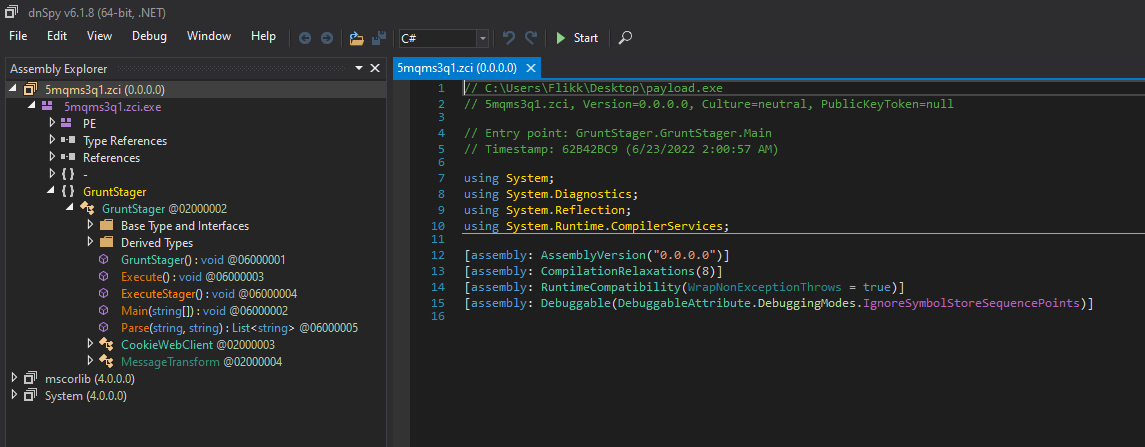 dnSpy v6.1.8 (64-bit, .NET)
File Edit View Debug Window Help C# Start
Assembly Explorer
5mqms3q1.zci (0.0.0.0)
5mqms3q1.zci.exe
PE
Type References
References
{ } -
{ } GruntStager
GruntStager @02000002
Base Type and Interfaces
Derived Types
GruntStager() : void @06000001
Execute() : void @06000003
ExecuteStager() : void @06000004
Main(string[]) : void @06000002
Parse(string, string) : List<string> @06000005
CookieWebClient @02000003
MessageTransform @02000004
mscorlib (4.0.0.0)
System (4.0.0.0)
5mqms3q1.zci (0.0.0.0)
1 // C:\Users\Flikk\Desktop\payload.exe
2 // 5mqms3q1.zci, Version=0.0.0.0, Culture=neutral, PublicKeyToken=null
3
4 // Entry point: GruntStager.GruntStager.Main
5 // Timestamp: 62B42BC9 (6/23/2022 2:00:57 AM)
6
7 using System;
8 using System.Diagnostics;
9 using System.Reflection;
10 using System.Runtime.CompilerServices;
11
12 [assembly: AssemblyVersion("0.0.0.0")]
13 [assembly: CompilationRelaxations(8)]
14 [assembly: RuntimeCompatibility(WrapNonExceptionThrows = true)]
15 [assembly: Debuggable(DebuggableAttribute.DebuggingModes.IgnoreSymbolStoreSequencePoints)]
16